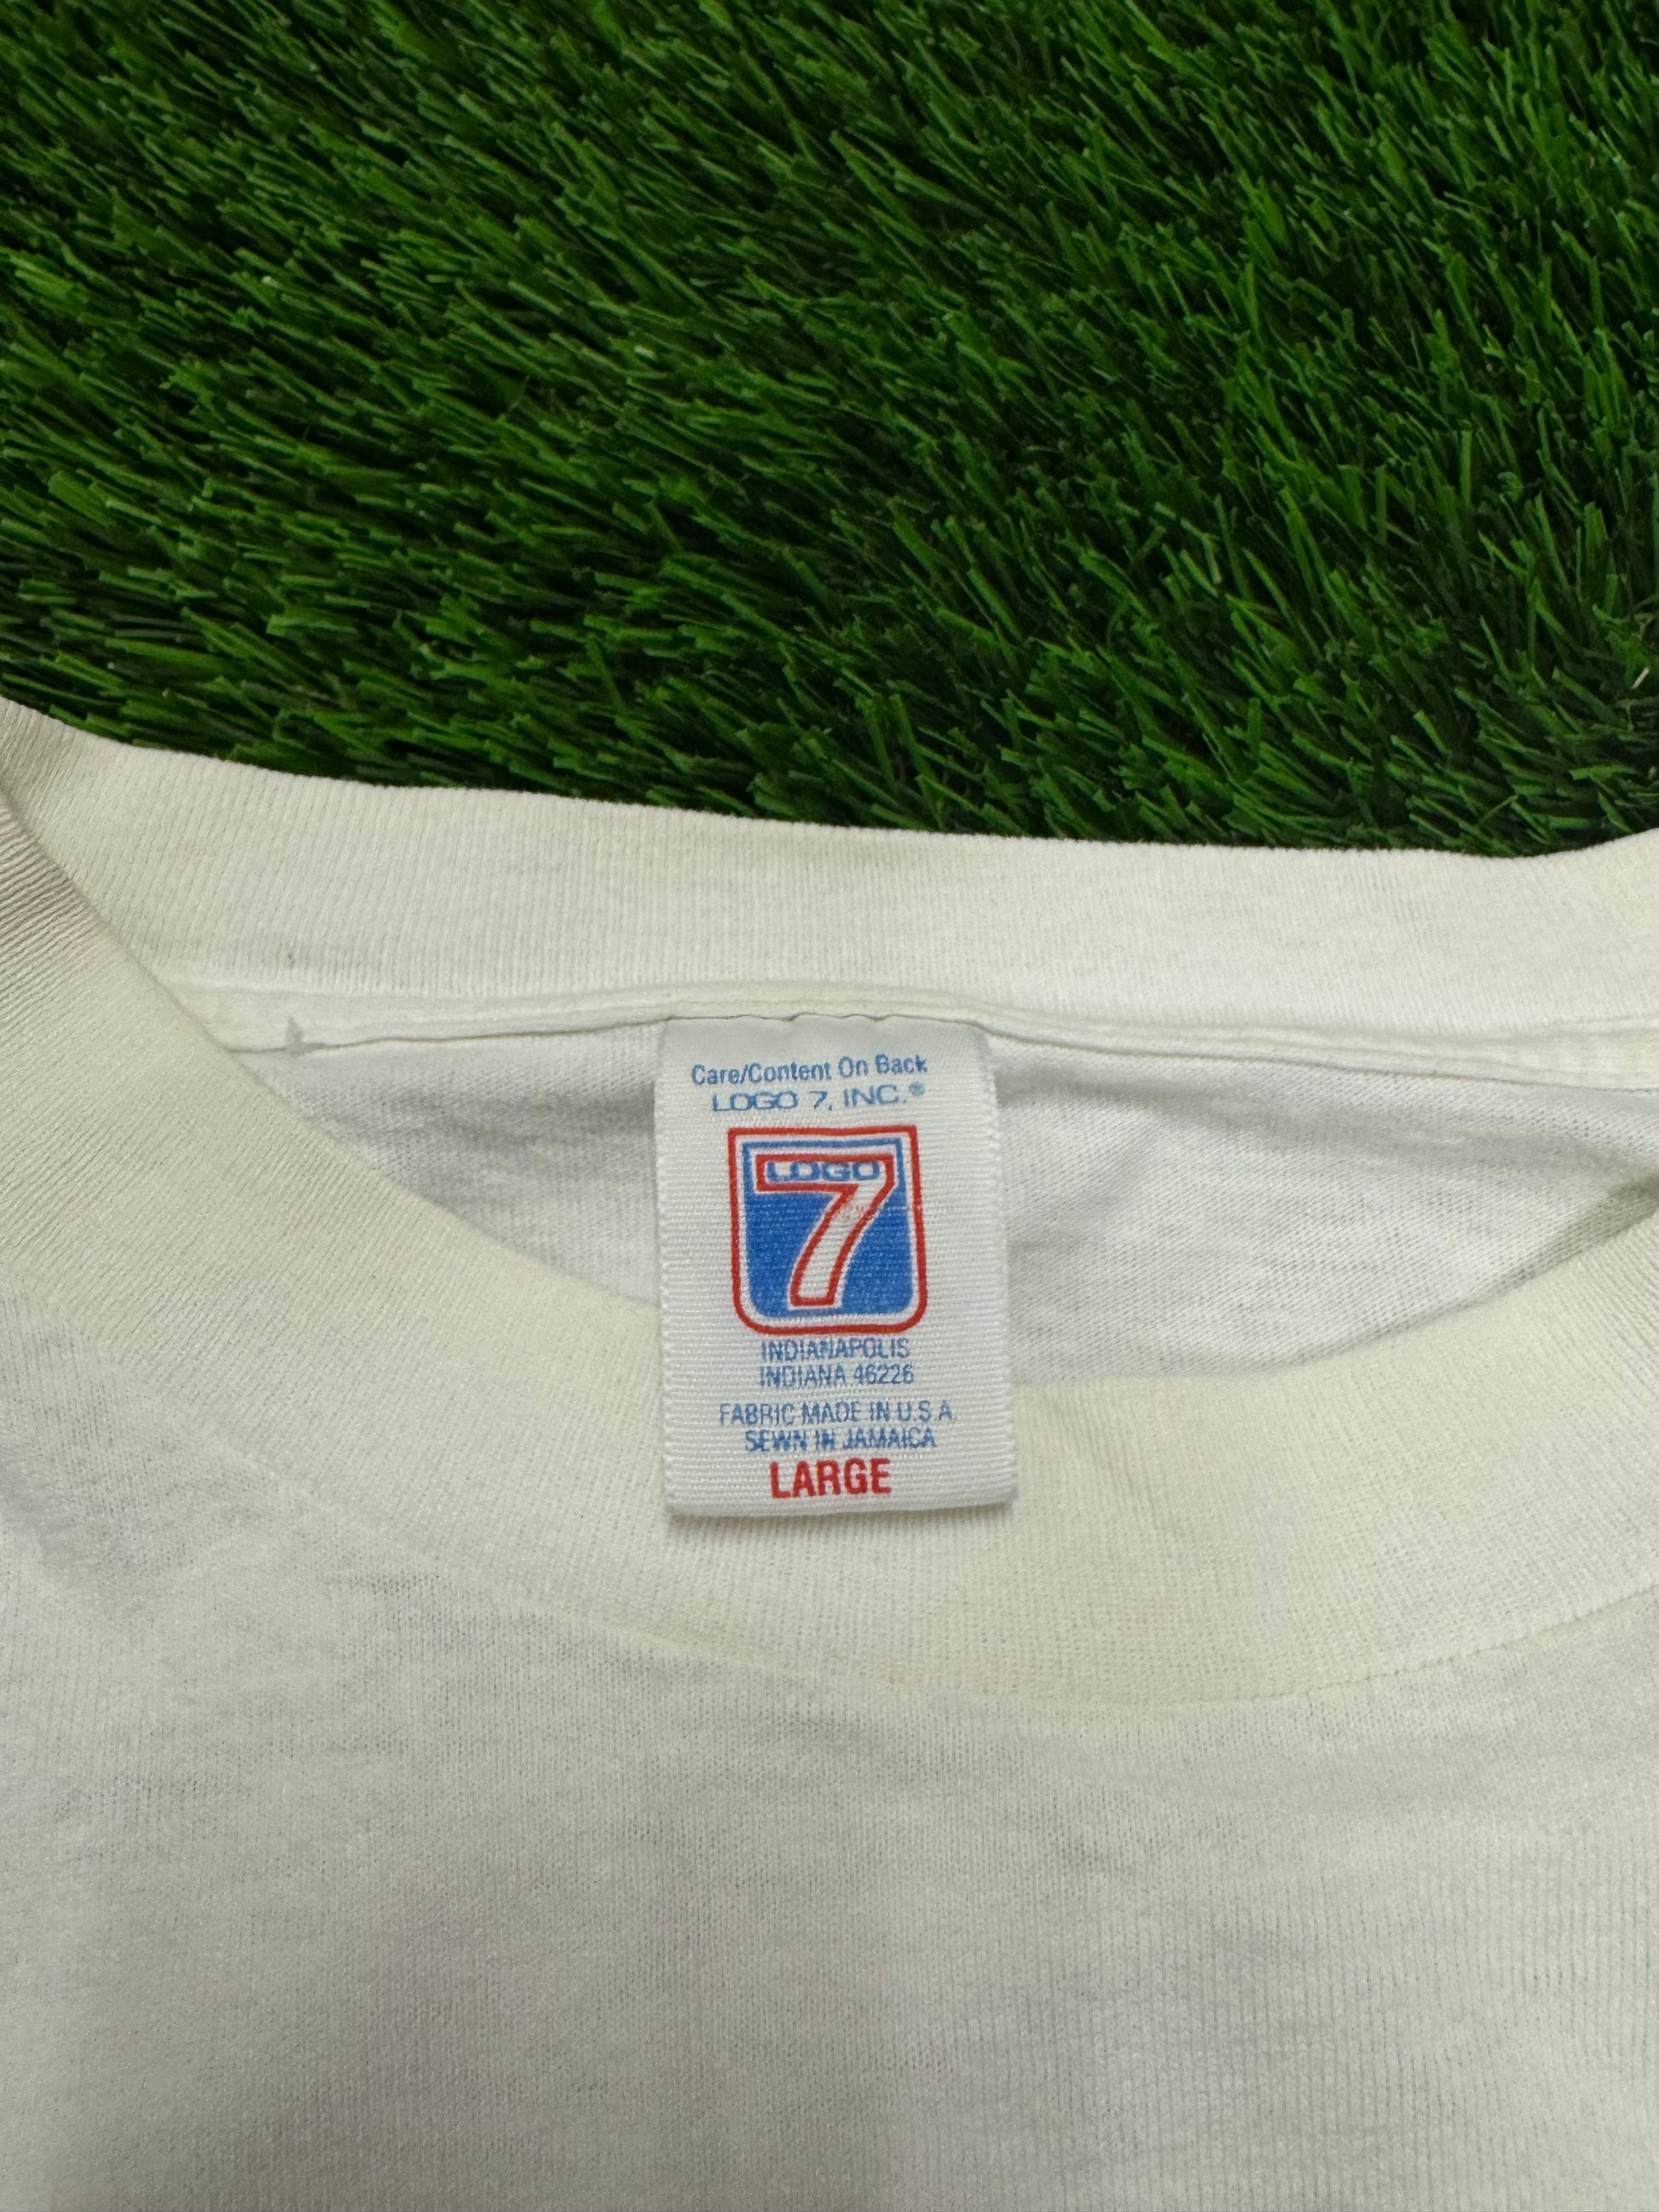 Care/Content On Back
LOGO 7, INC.®
LOGO
7
INDIANAPOLIS
INDIANA 46226
FABRIC MADE IN U.S.A.
SEWN IN JAMAICA
LARGE